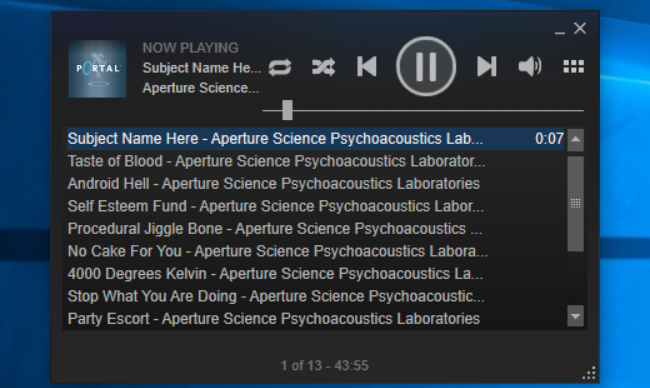 NOW PLAYING
PORTAL
Subject Name He...
Aperture Science...
Subject Name Here - Aperture Science Psychoacoustics Lab... 0:07
Taste of Blood - Aperture Science Psychoacoustics Laborator...
Android Hell - Aperture Science Psychoacoustics Laboratories
Self Esteem Fund - Aperture Science Psychoacoustics Labor...
Procedural Jiggle Bone - Aperture Science Psychoacoustics ...
No Cake For You - Aperture Science Psychoacoustics Labora...
4000 Degrees Kelvin - Aperture Science Psychoacoustics La...
Stop What You Are Doing - Aperture Science Psychoacoustic...
Party Escort - Aperture Science Psychoacoustics Laboratories
1 of 13 - 43:55